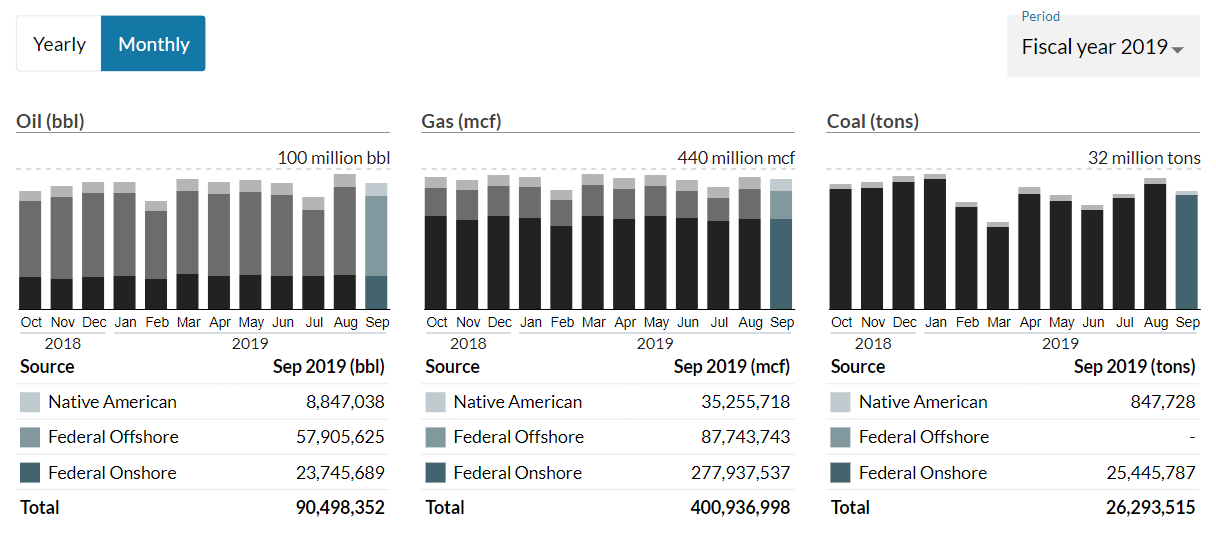 Yearly Monthly
Period
Fiscal year 2019
Oil (bbl)
100 million bbl
Oct Nov Dec Jan Feb Mar Apr May Jun Jul Aug Sep
2018 2019
Source Sep 2019 (bbl)
Native American 8,847,038
Federal Offshore 57,905,625
Federal Onshore 23,745,689
Total 90,498,352
Gas (mcf)
440 million mcf
Oct Nov Dec Jan Feb Mar Apr May Jun Jul Aug Sep
2018 2019
Source Sep 2019 (mcf)
Native American 35,255,718
Federal Offshore 87,743,743
Federal Onshore 277,937,537
Total 400,936,998
Coal (tons)
32 million tons
Oct Nov Dec Jan Feb Mar Apr May Jun Jul Aug Sep
2018 2019
Source Sep 2019 (tons)
Native American 847,728
Federal Offshore -
Federal Onshore 25,445,787
Total 26,293,515